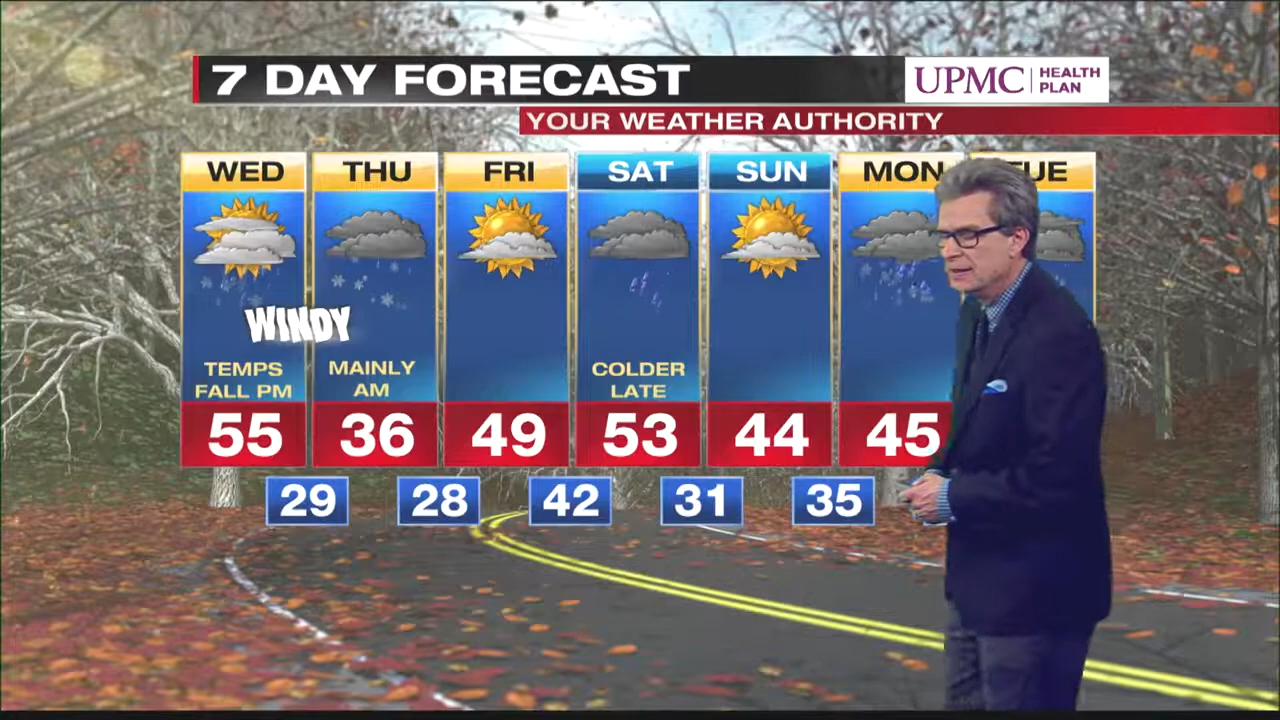 7 DAY FORECAST
UPMC HEALTH PLAN
YOUR WEATHER AUTHORITY
WED THU FRI SAT SUN MON UE
WINDY
TEMPS FALL PM
MAINLY AM
COLDER LATE
55 36 49 53 44 45
29 28 42 31 35